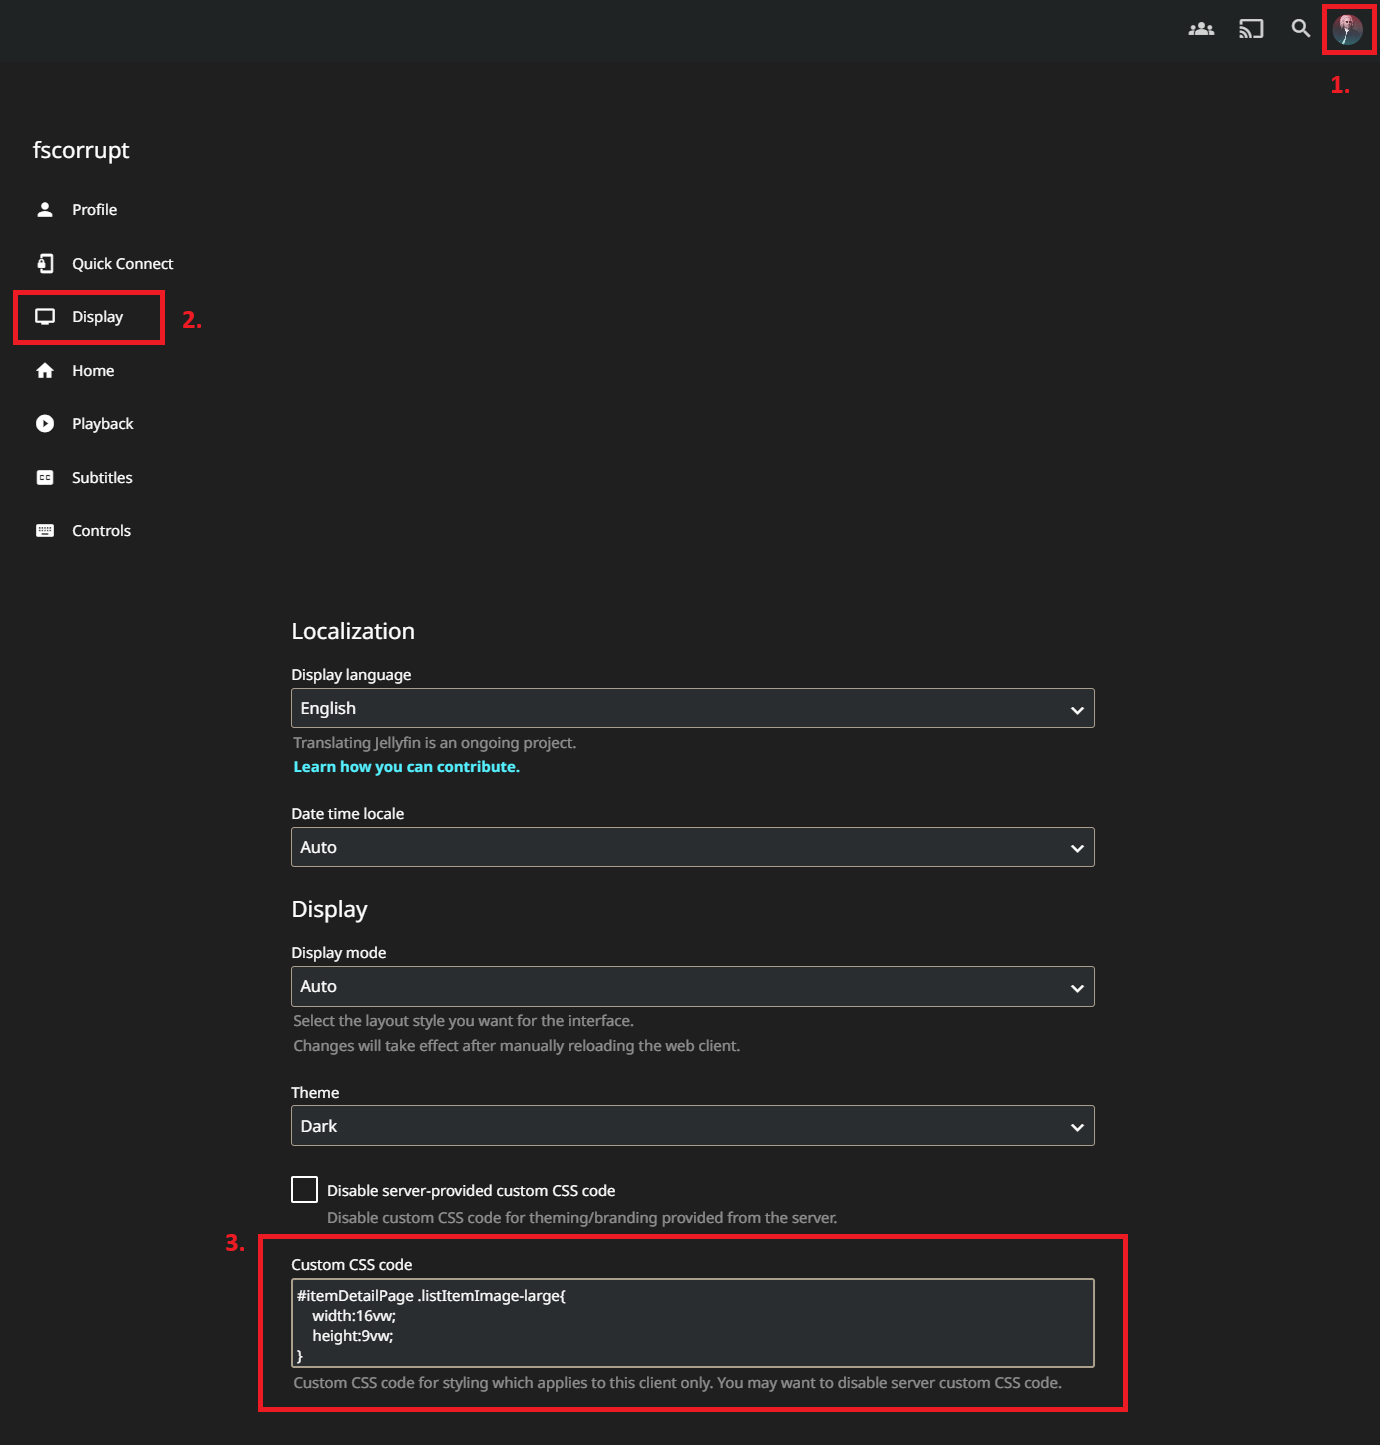 1.
fscorrupt
Profile
Quick Connect
Display
2.
Home
Playback
Subtitles
Controls
Localization
Display language
English
Translating Jellyfin is an ongoing project.
Learn how you can contribute.
Date time locale
Auto
Display
Display mode
Auto
Select the layout style you want for the interface.
Changes will take effect after manually reloading the web client.
Theme
Dark
Disable server-provided custom CSS code
Disable custom CSS code for theming/branding provided from the server.
3.
Custom CSS code
#itemDetailPage .listItemImage-large{
    width:16vw;
    height:9vw;
}
Custom CSS code for styling which applies to this client only. You may want to disable server custom CSS code.